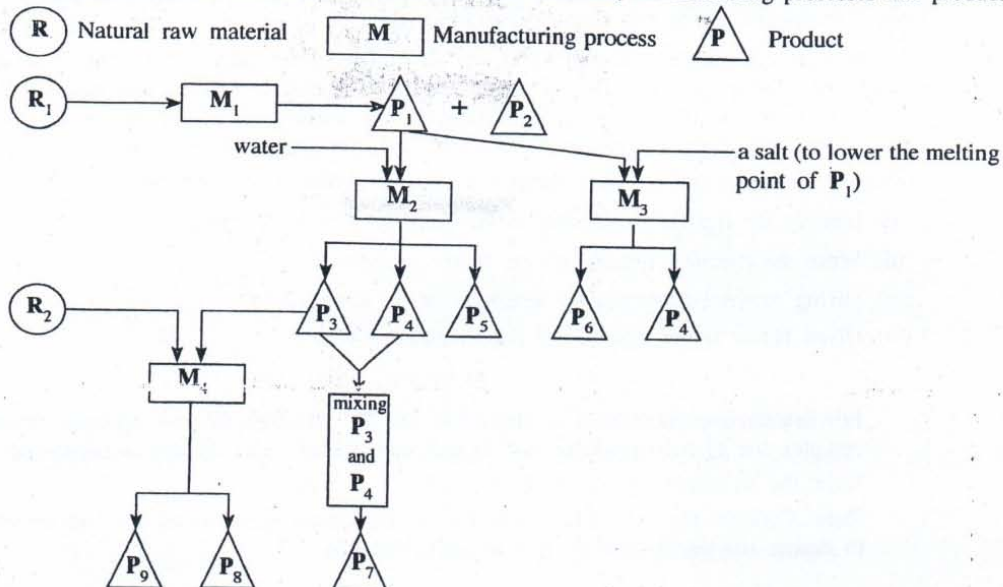 R Natural raw material M Manufacturing process P Product
R1 M1 P1 + P2
water
a salt (to lower the melting
point of P1)
M2 M3
R2 P3 P4 P5 P6 P4
M4
mixing
P3
and
P4
P9 P8 P7